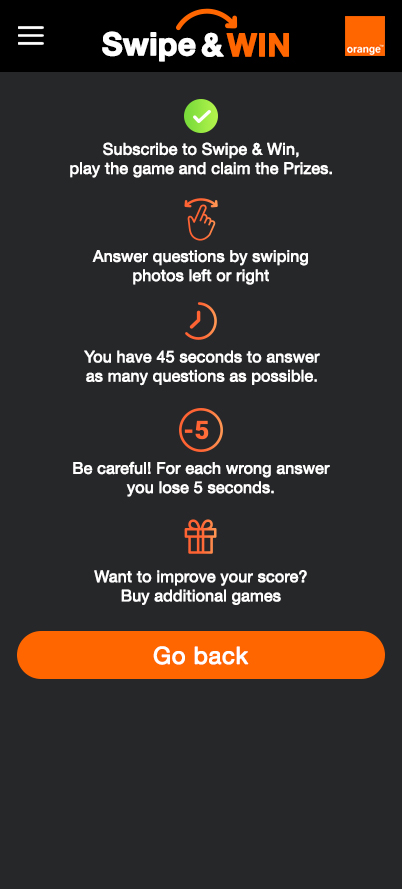 Swipe & WIN
orange™
Subscribe to Swipe & Win,
play the game and claim the Prizes.
Answer questions by swiping
photos left or right
You have 45 seconds to answer
as many questions as possible.
-5
Be careful! For each wrong answer
you lose 5 seconds.
Want to improve your score?
Buy additional games
Go back